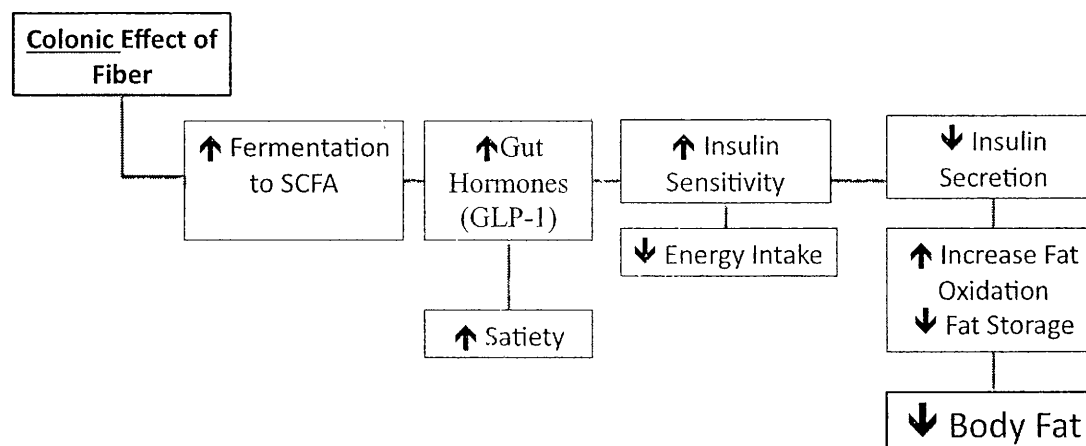 Colonic Effect of
Fiber
↑ Fermentation
to SCFA
↑Gut
Hormones
(GLP-1)
↑ Satiety
↑ Insulin
Sensitivity
↓ Energy Intake
↓ Insulin
Secretion
↑ Increase Fat
Oxidation
↓ Fat Storage
↓ Body Fat